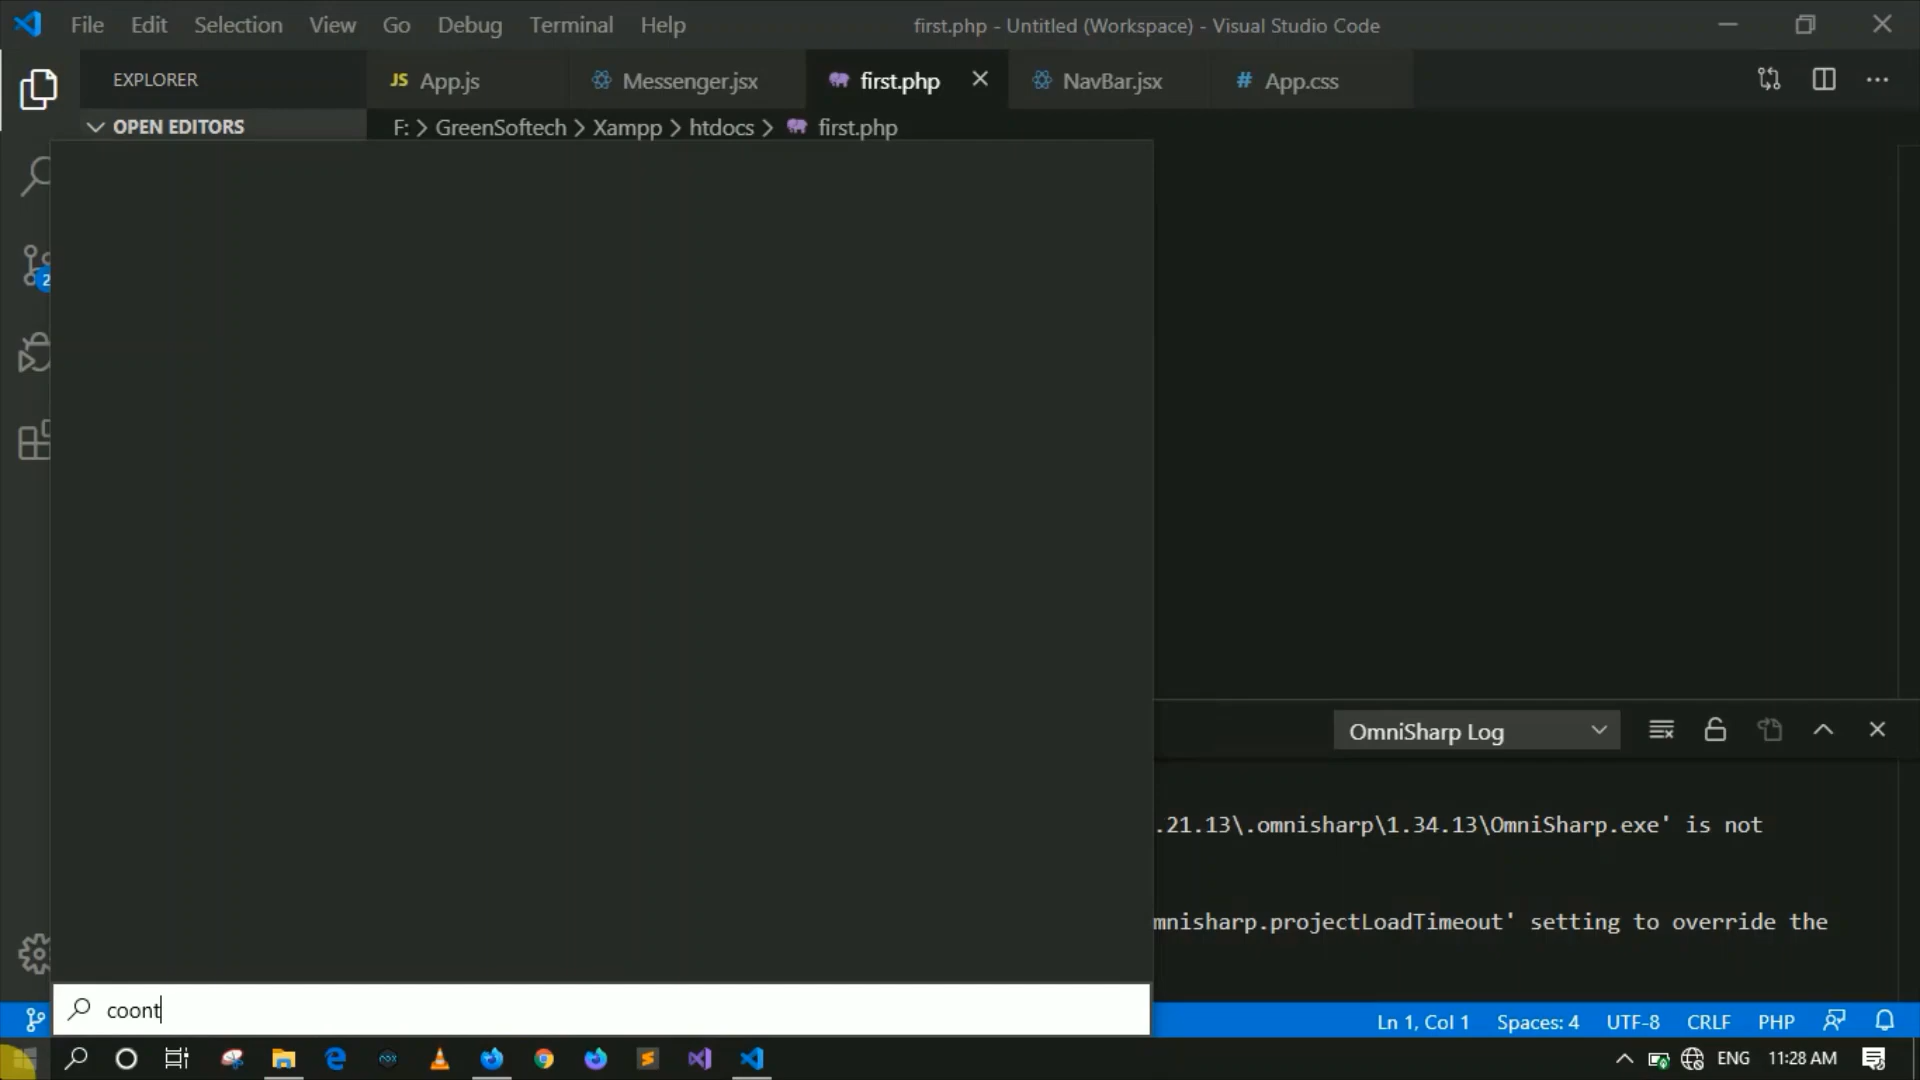 File Edit Selection View Go Debug Terminal Help first.php - Untitled (Workspace) - Visual Studio Code
EXPLORER JS App.js Messenger.jsx first.php NavBar.jsx # App.css
OPEN EDITORS F: > GreenSoftech > Xampp > htdocs > first.php
2
OmniSharp Log
.21.13\.omnisharp\1.34.13\OmniSharp.exe' is not
mnisharp.projectLoadTimeout' setting to override the
coont
Ln 1, Col 1 Spaces: 4 UTF-8 CRLF PHP
ENG 11:28 AM